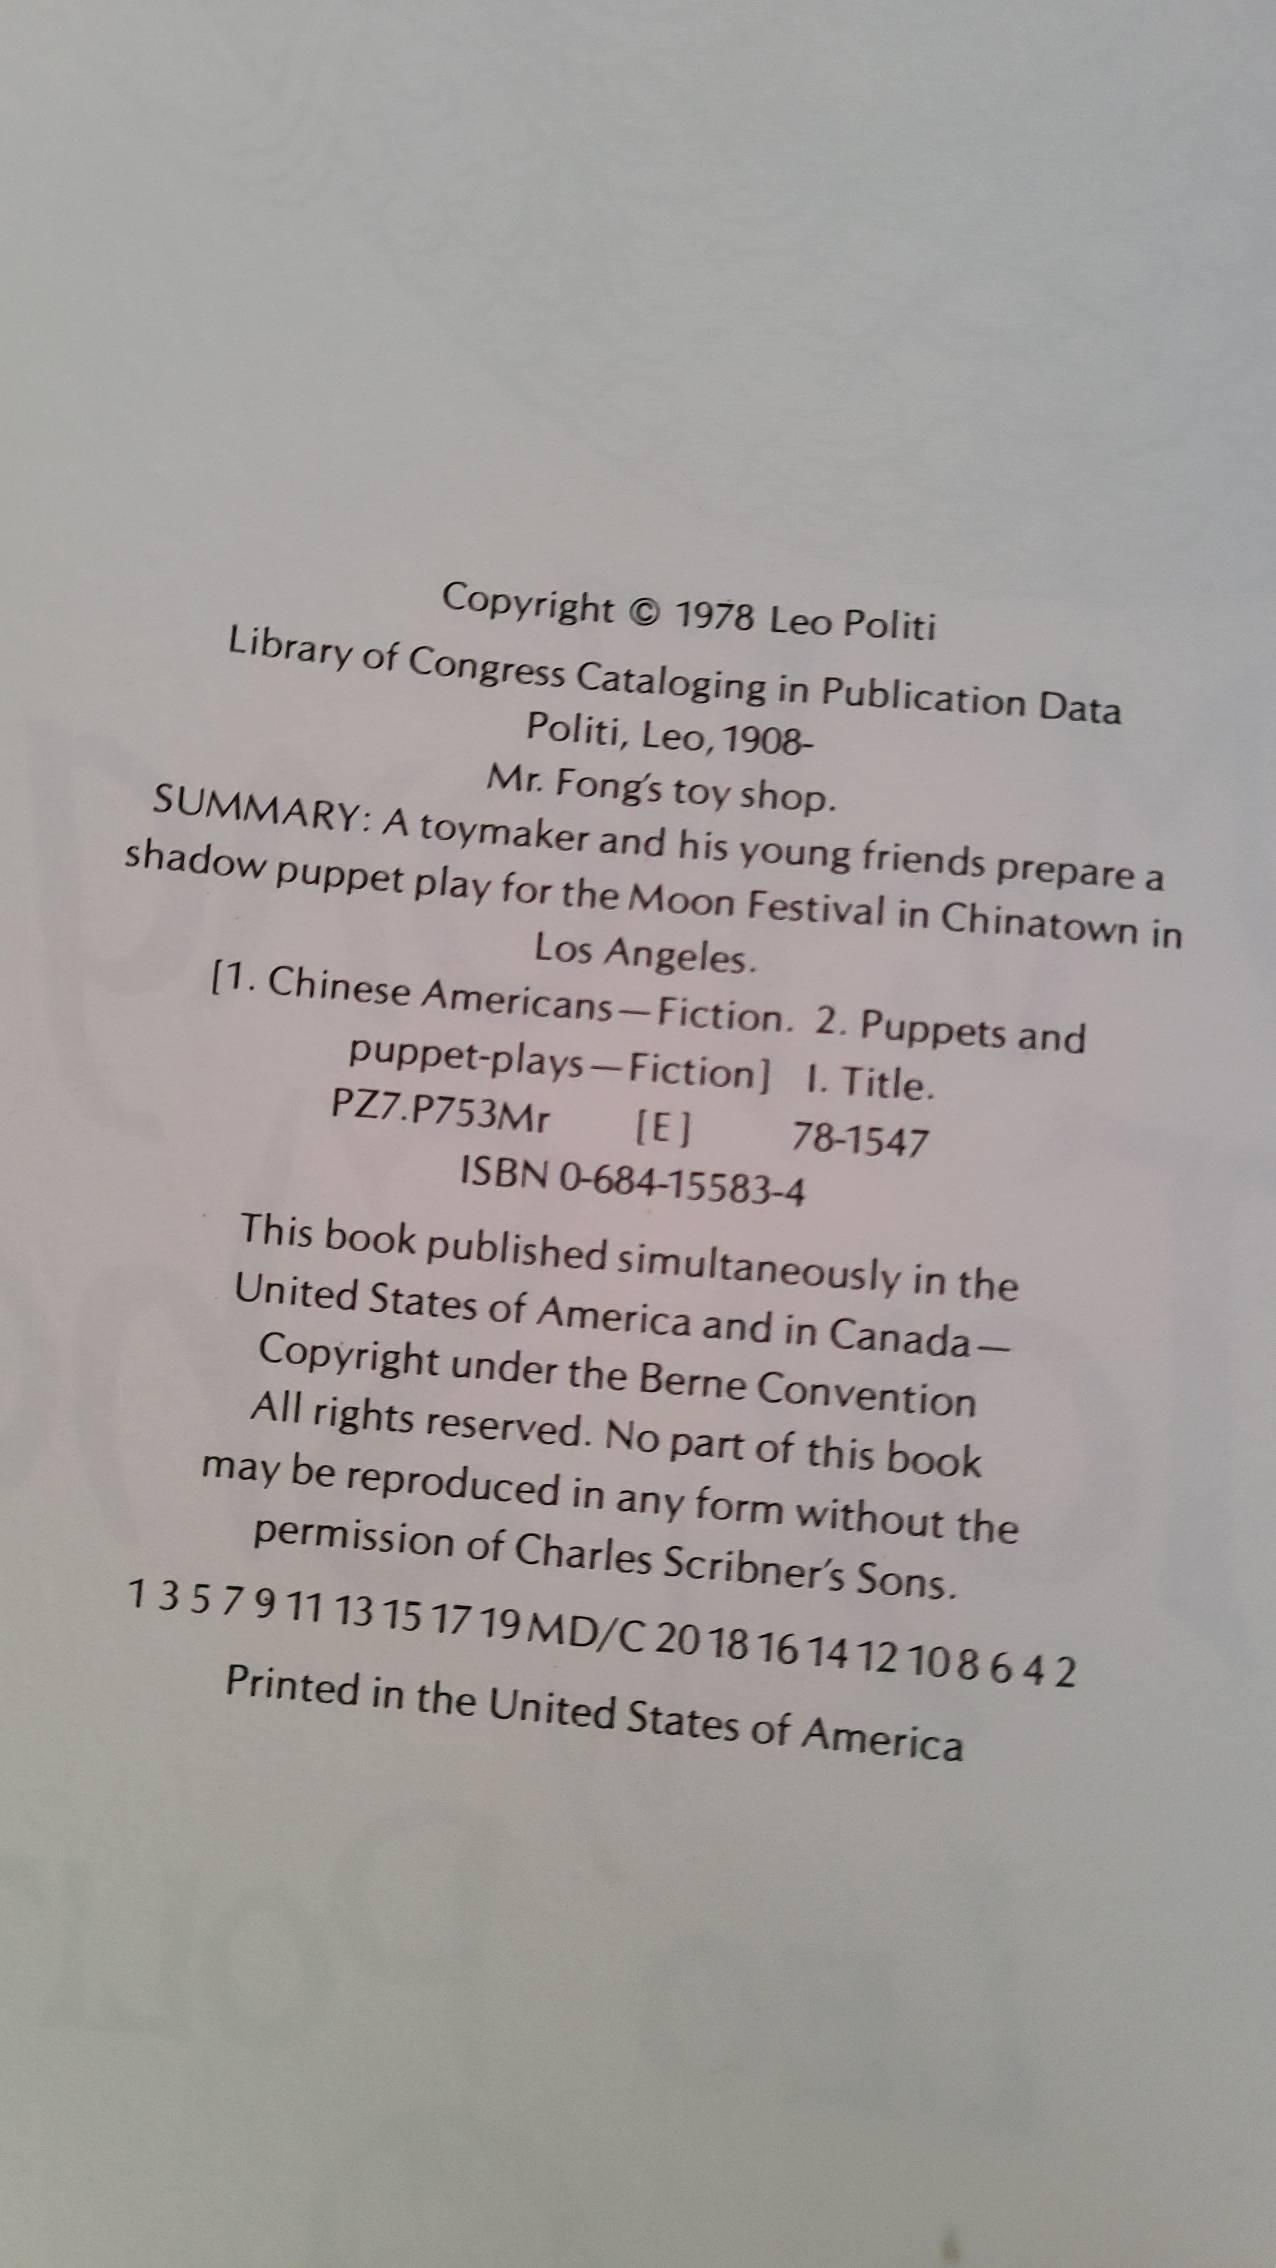 Copyright © 1978 Leo Politi
Library of Congress Cataloging in Publication Data
Politi, Leo, 1908-
Mr. Fong's toy shop.
SUMMARY: A toymaker and his young friends prepare a
shadow puppet play for the Moon Festival in Chinatown in
Los Angeles.
[1. Chinese Americans—Fiction. 2. Puppets and
puppet-plays—Fiction] I. Title.
PZ7.P753Mr [E] 78-1547
ISBN 0-684-15583-4
This book published simultaneously in the
United States of America and in Canada—
Copyright under the Berne Convention
All rights reserved. No part of this book
may be reproduced in any form without the
permission of Charles Scribner's Sons.
1 3 5 7 9 11 13 15 17 19 MD/C 20 18 16 14 12 10 8 6 4 2
Printed in the United States of America